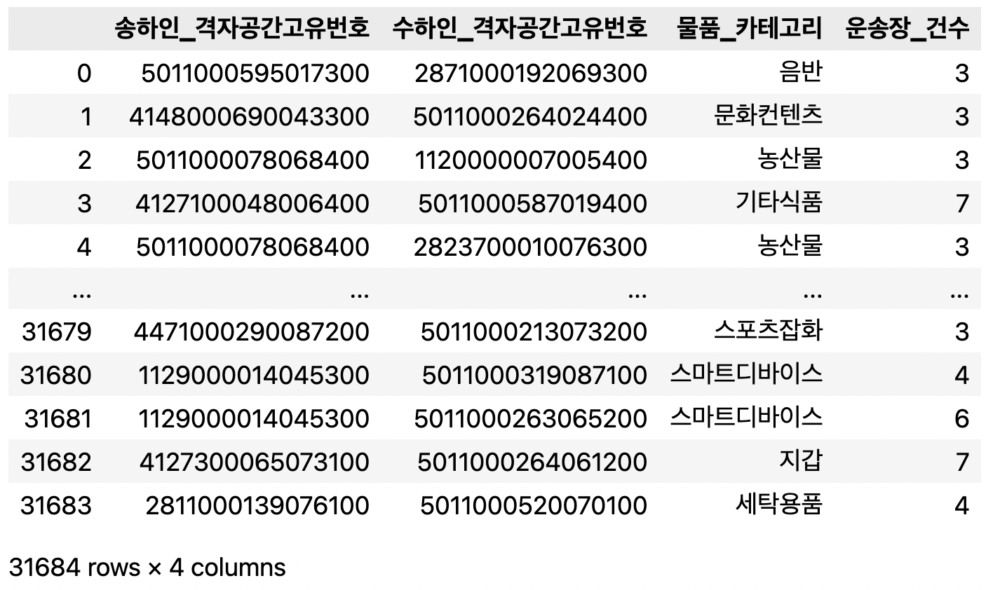 송하인_격자공간고유번호 수하인_격자공간고유번호 물품_카테고리 운송장_건수
0 5011000595017300 2871000192069300 음반 3
1 4148000690043300 5011000264024400 문화컨텐츠 3
2 5011000078068400 1120000007005400 농산물 3
3 4127100048006400 5011000587019400 기타식품 7
4 5011000078068400 2823700010076300 농산물 3
... ... ... ... ...
31679 4471000290087200 5011000213073200 스포츠잡화 3
31680 1129000014045300 5011000319087100 스마트디바이스 4
31681 1129000014045300 5011000263065200 스마트디바이스 6
31682 4127300065073100 5011000264061200 지갑 7
31683 2811000139076100 5011000520070100 세탁용품 4
31684 rows × 4 columns